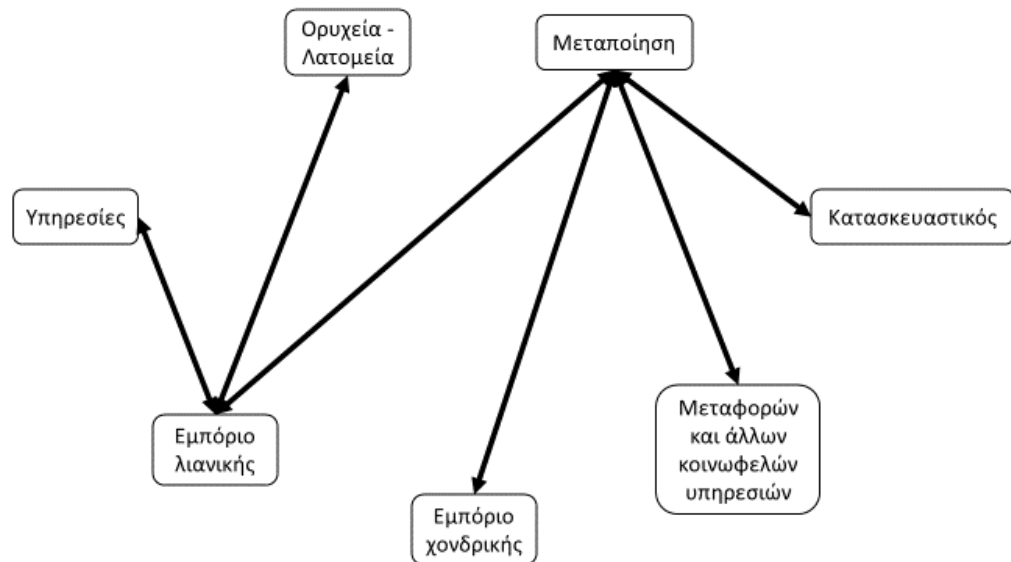 Ορυχεία -
Λατομεία
Μεταποίηση
Υπηρεσίες
Κατασκευαστικός
Εμπόριο
λιανικής
Μεταφορών
και άλλων
κοινωφελών
υπηρεσιών
Εμπόριο
χονδρικής